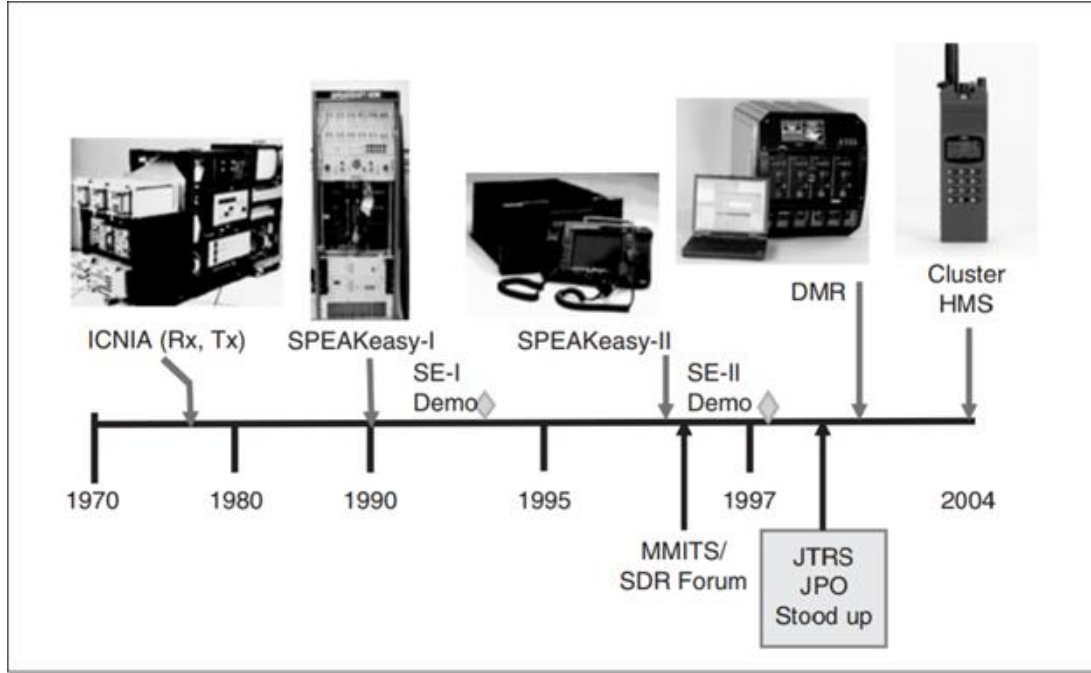 ICNIA (Rx, Tx)
SPEAKeasy-I
SPEAKeasy-II
DMR
Cluster
HMS
SE-I
Demo
SE-II
Demo
1970
1980
1990
1995
1997
2004
MMITS/
SDR Forum
JTRS
JPO
Stood up